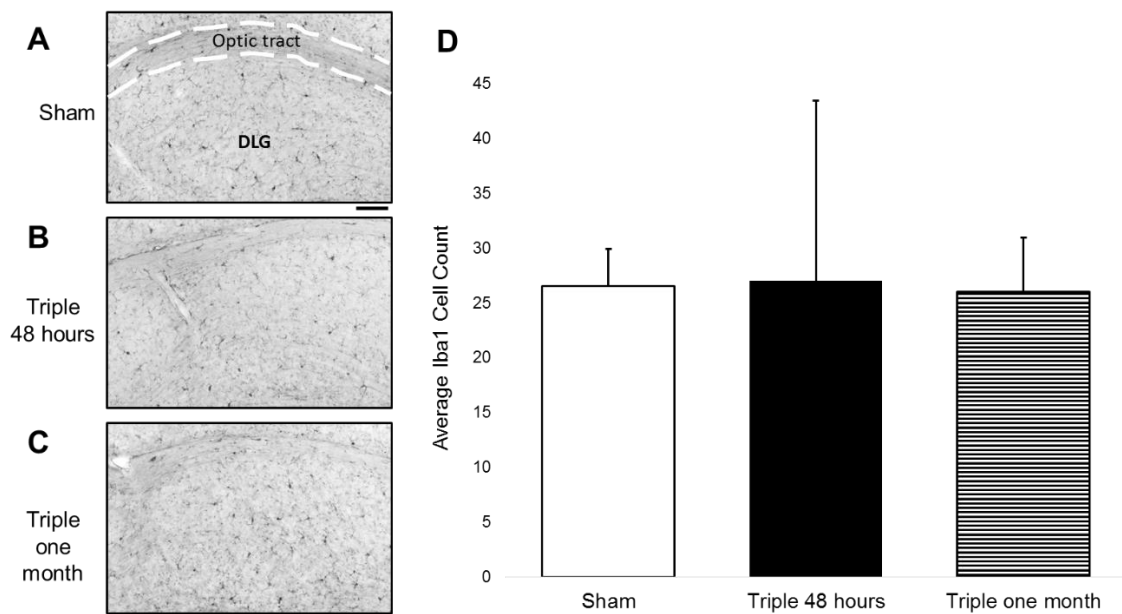 A
Sham
Optic tract
DLG
B
Triple
48 hours
C
Triple
one
month
D
Average Iba1 Cell Count
45
40
35
30
25
20
15
10
5
0
Sham
Triple 48 hours
Triple one month